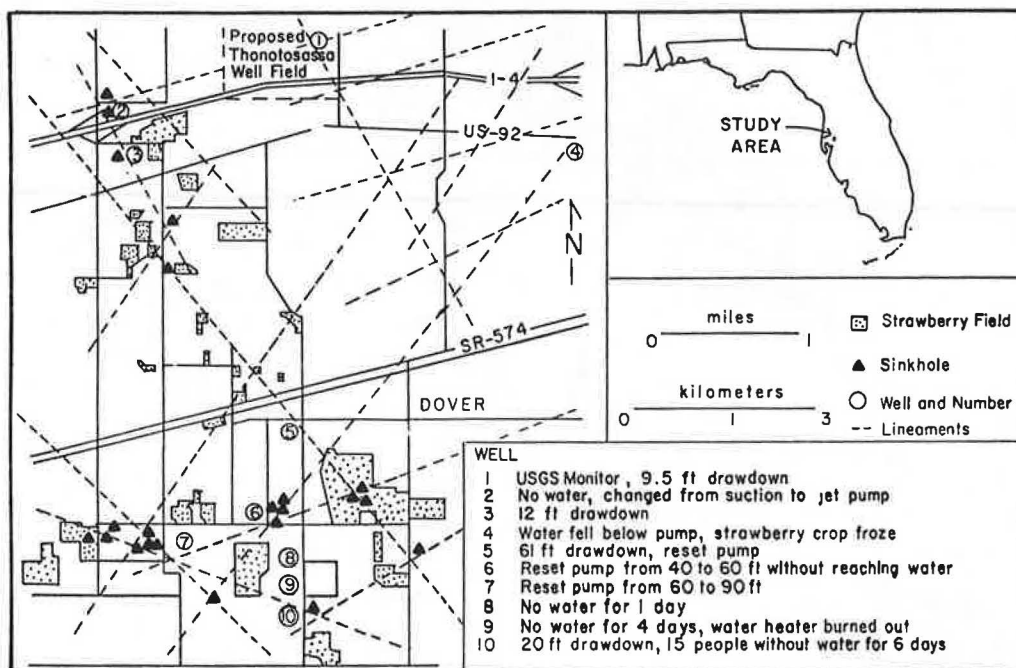 Proposed ①
Thonotosassa
Well Field
I-4
②
US-92
③
④
N
SR-574
DOVER
⑤
⑥
⑦
⑧
⑨
⑩
STUDY
AREA
miles
0 1
kilometers
0 1 3
Strawberry Field
Sinkhole
Well and Number
Lineaments
WELL
1 USGS Monitor, 9.5 ft drawdown
2 No water, changed from suction to jet pump
3 12 ft drawdown
4 Water fell below pump, strawberry crop froze
5 61 ft drawdown, reset pump
6 Reset pump from 40 to 60 ft without reaching water
7 Reset pump from 60 to 90 ft
8 No water for 1 day
9 No water for 4 days, water heater burned out
10 20 ft drawdown, 15 people without water for 6 days